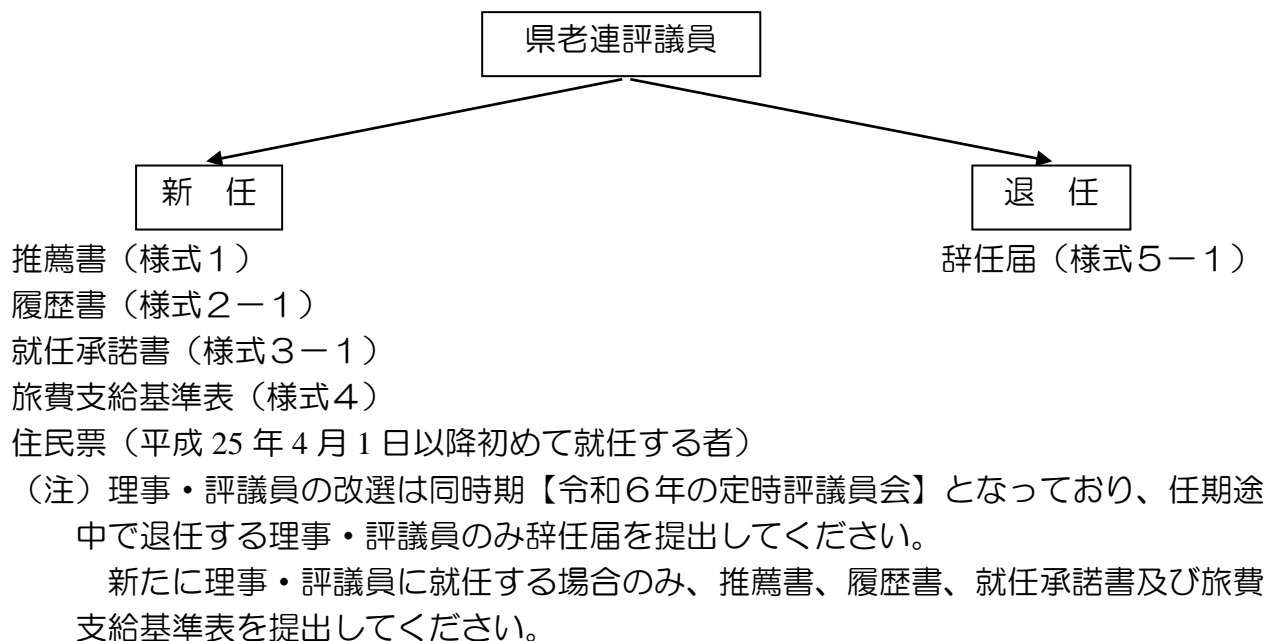 県老連評議員
新　任
退　任
推薦書（様式１）
辞任届（様式５－１）
履歴書（様式２－１）
就任承諾書（様式３－１）
旅費支給基準表（様式４）
住民票（平成 25 年 4 月 1 日以降初めて就任する者）
（注）理事・評議員の改選は同時期【令和６年の定時評議員会】となっており、任期途
中で退任する理事・評議員のみ辞任届を提出してください。
新たに理事・評議員に就任する場合のみ、推薦書、履歴書、就任承諾書及び旅費
支給基準表を提出してください。